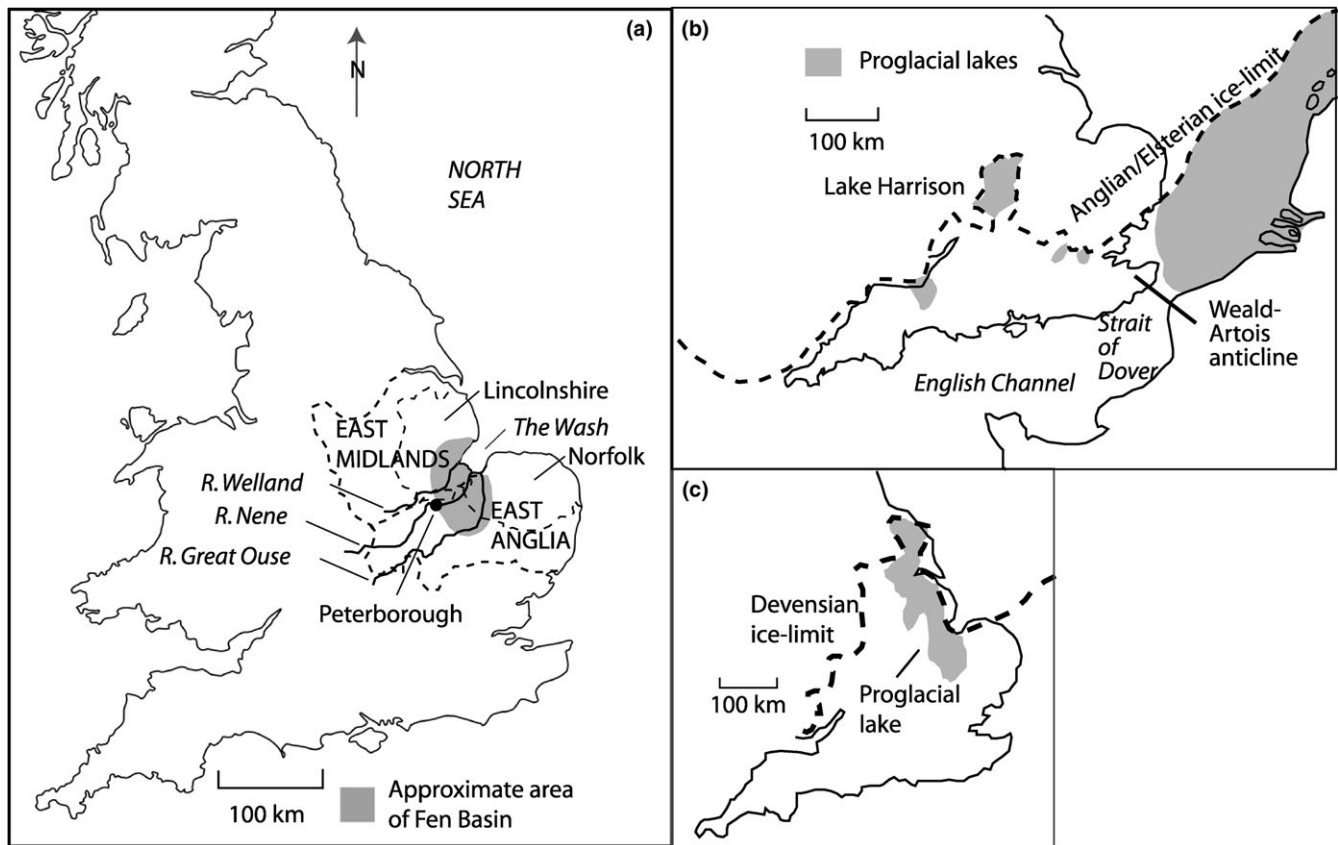 (a)
N
NORTH
SEA
Lincolnshire
EAST
MIDLANDS
The Wash
Norfolk
R. Welland
R. Nene
EAST
ANGLIA
R. Great Ouse
Peterborough
100 km
Approximate area
of Fen Basin
(b)
Proglacial lakes
100 km
Anglian/Elsterian ice-limit
Lake Harrison
Weald-
Artois
anticline
Strait
of
Dover
English Channel
(c)
Devensian
ice-limit
100 km
Proglacial
lake